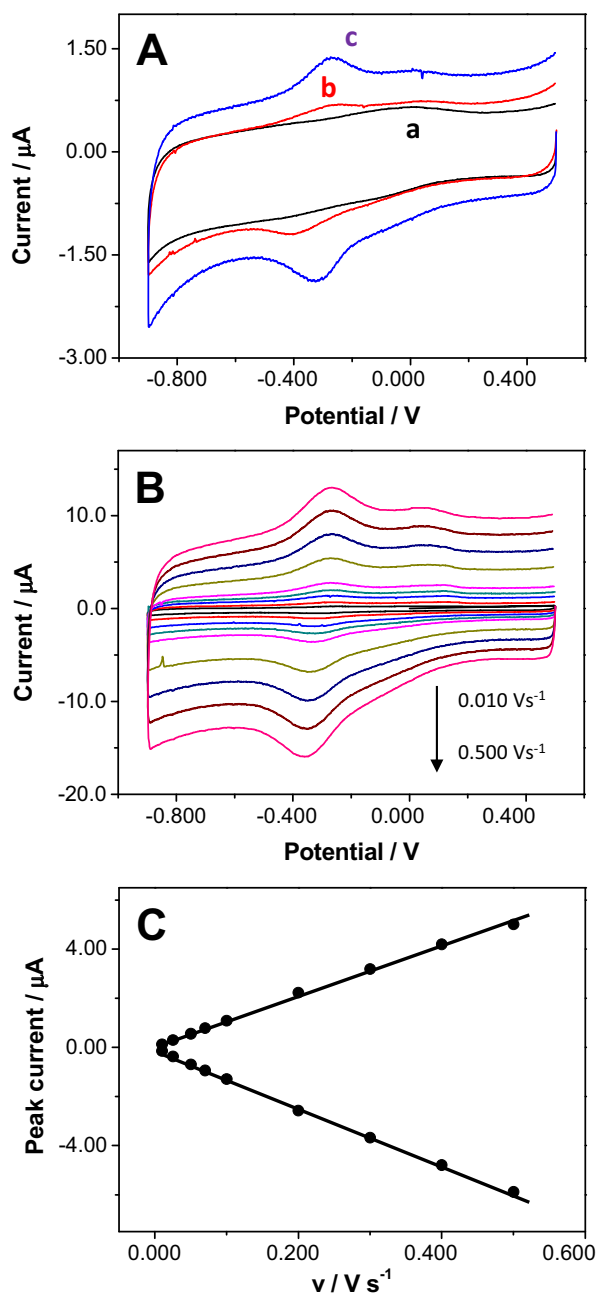 A
c
b
a
1.50
0.00
-1.50
-3.00
Current / μA
-0.800 -0.400 0.000 0.400
Potential / V
B
10.0
0.0
-10.0
-20.0
Current / μA
0.010 Vs-1
0.500 Vs-1
-0.800 -0.400 0.000 0.400
Potential / V
C
4.00
0.00
-4.00
Peak current / μA
0.000 0.200 0.400 0.600
v / V s-1